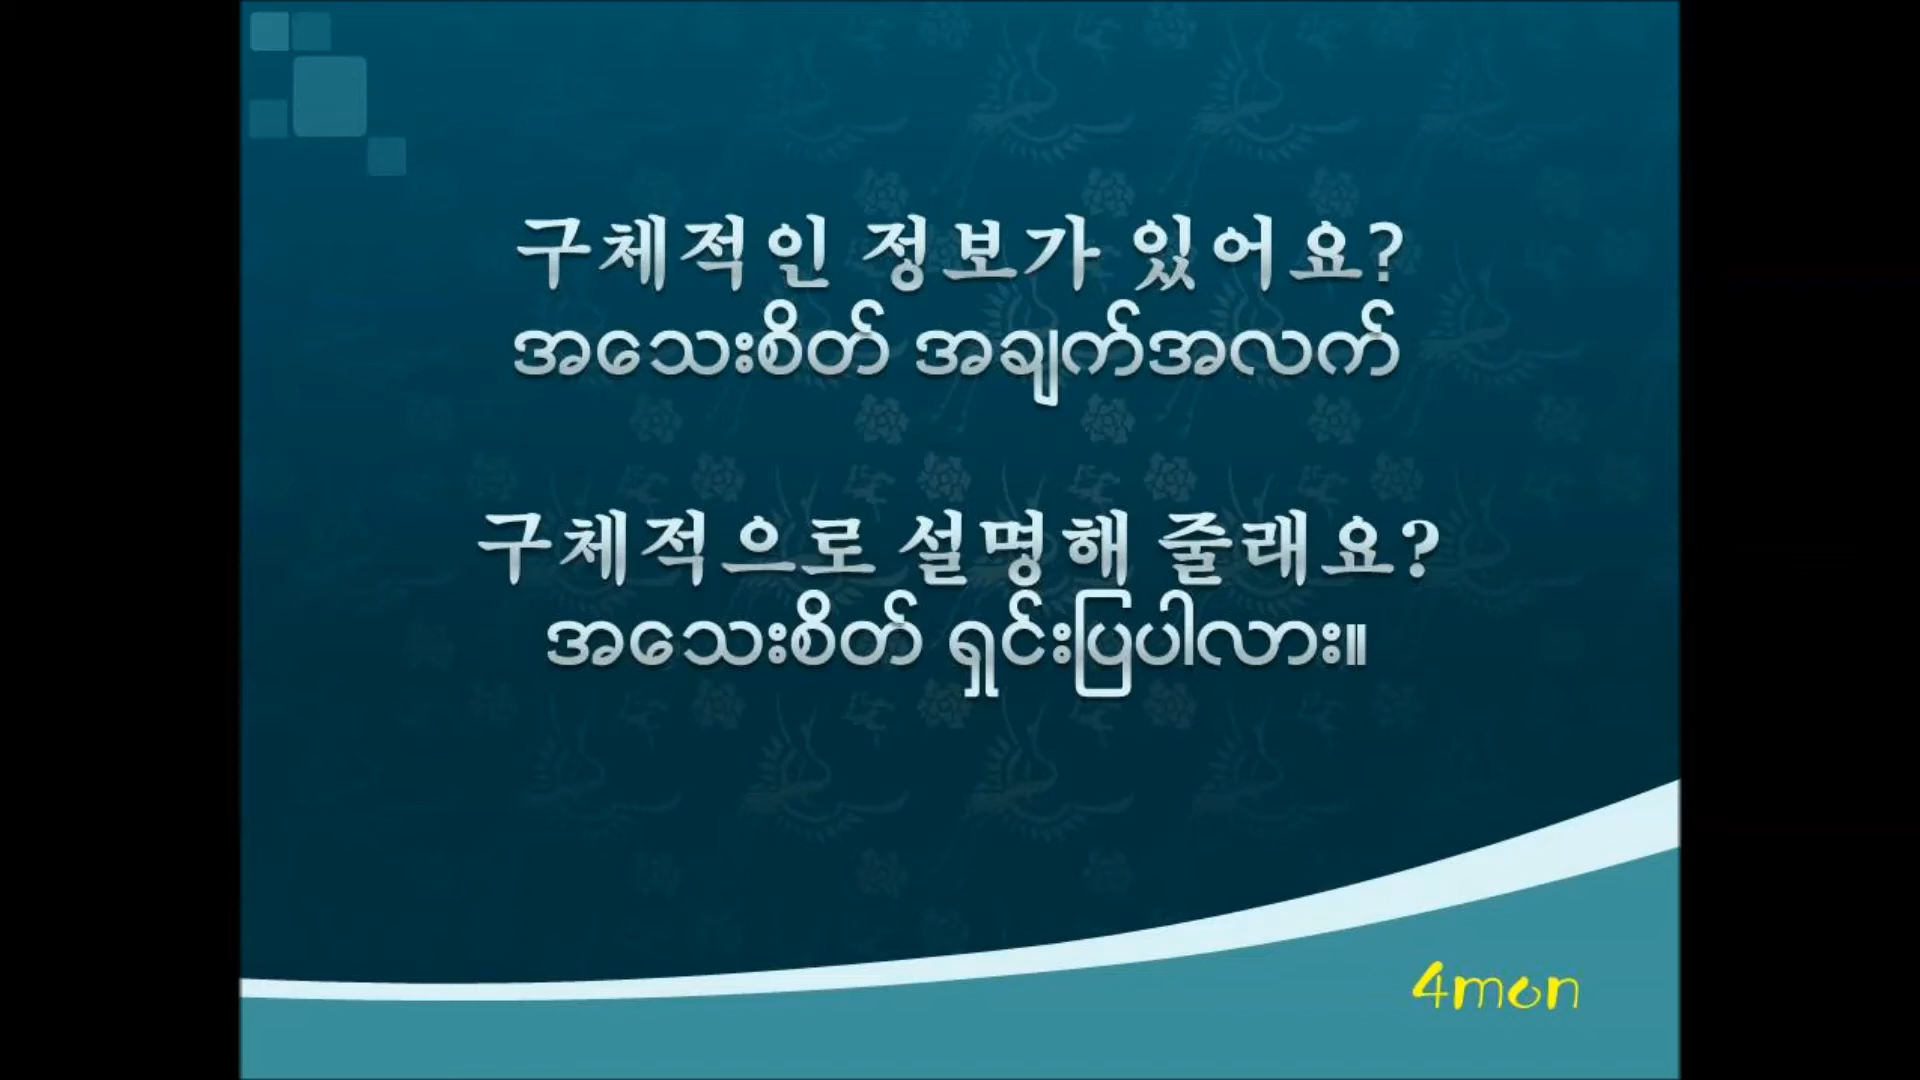 구체적인 정보가 있어요?
အသေးစိတ် အချက်အလက်
구체적으로 설명해 줄래요?
အသေးစိတ် ရှင်းပြပါလား။
4mon